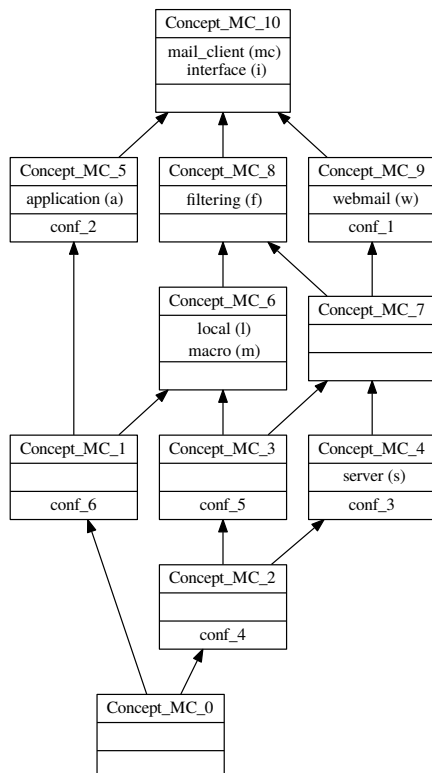 Concept_MC_10
mail_client (mc)
interface (i)
Concept_MC_5
application (a)
conf_2
Concept_MC_8
filtering (f)
Concept_MC_9
webmail (w)
conf_1
Concept_MC_6
local (l)
macro (m)
Concept_MC_7
Concept_MC_1
conf_6
Concept_MC_3
conf_5
Concept_MC_4
server (s)
conf_3
Concept_MC_2
conf_4
Concept_MC_0